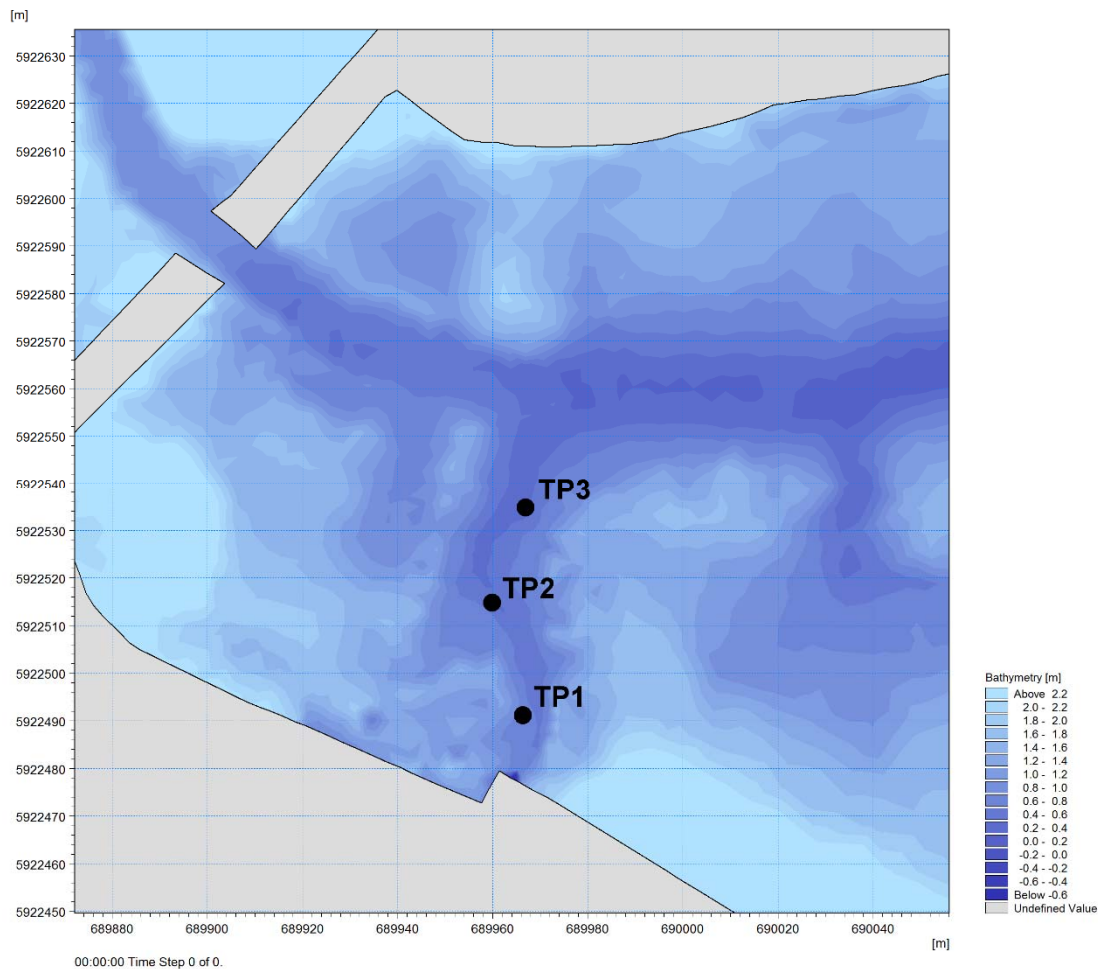 [m]
5922630
5922620
5922610
5922600
5922590
5922580
5922570
5922560
5922550
5922540
5922530
5922520
5922510
5922500
5922490
5922480
5922470
5922460
5922450
TP3
TP2
TP1
689880 689900 689920 689940 689960 689980 690000 690020 690040
[m]
00:00:00 Time Step 0 of 0.
Bathymetry [m]
Above 2.2
2.0 - 2.2
1.8 - 2.0
1.6 - 1.8
1.4 - 1.6
1.2 - 1.4
1.0 - 1.2
0.8 - 1.0
0.6 - 0.8
0.4 - 0.6
0.2 - 0.4
0.0 - 0.2
-0.2 - 0.0
-0.4 - -0.2
-0.6 - -0.4
Below -0.6
Undefined Value